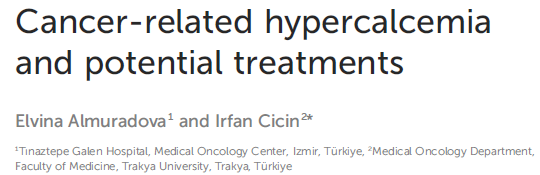 Cancer-related hypercalcemia
and potential treatments
Elvina Almuradova¹ and Irfan Cicin²*
¹Tınaztepe Galen Hospital, Medical Oncology Center, Izmir, Türkiye, ²Medical Oncology Department,
Faculty of Medicine, Trakya University, Trakya, Türkiye